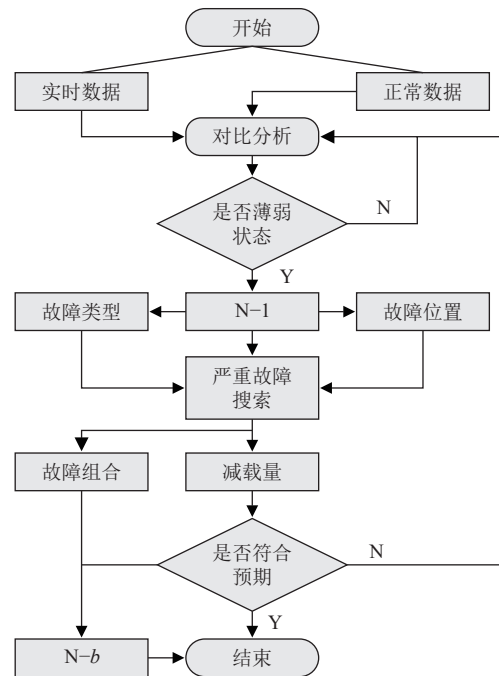 开始
实时数据
正常数据
对比分析
是否薄弱
状态
N
Y
故障类型
N−1
故障位置
严重故障
搜索
故障组合
减载量
是否符合
预期
N
Y
N−b
结束